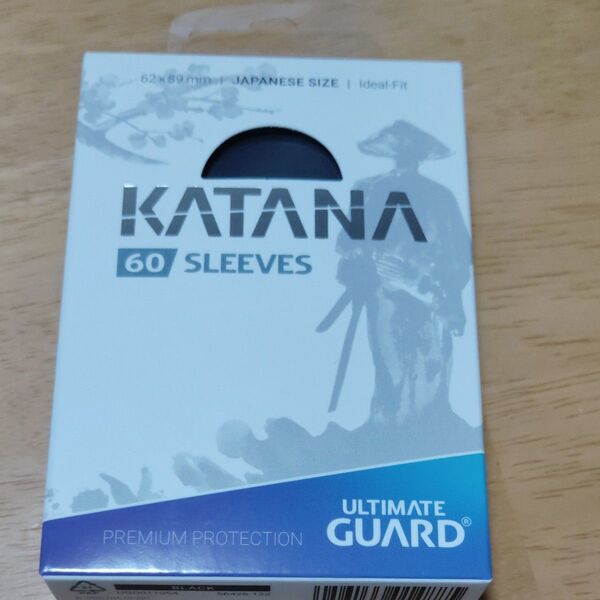 62 x 89 mm | JAPANESE SIZE | Ideal-Fit
KATANA
60 SLEEVES
ULTIMATE
GUARD®
PREMIUM PROTECTION
BLACK